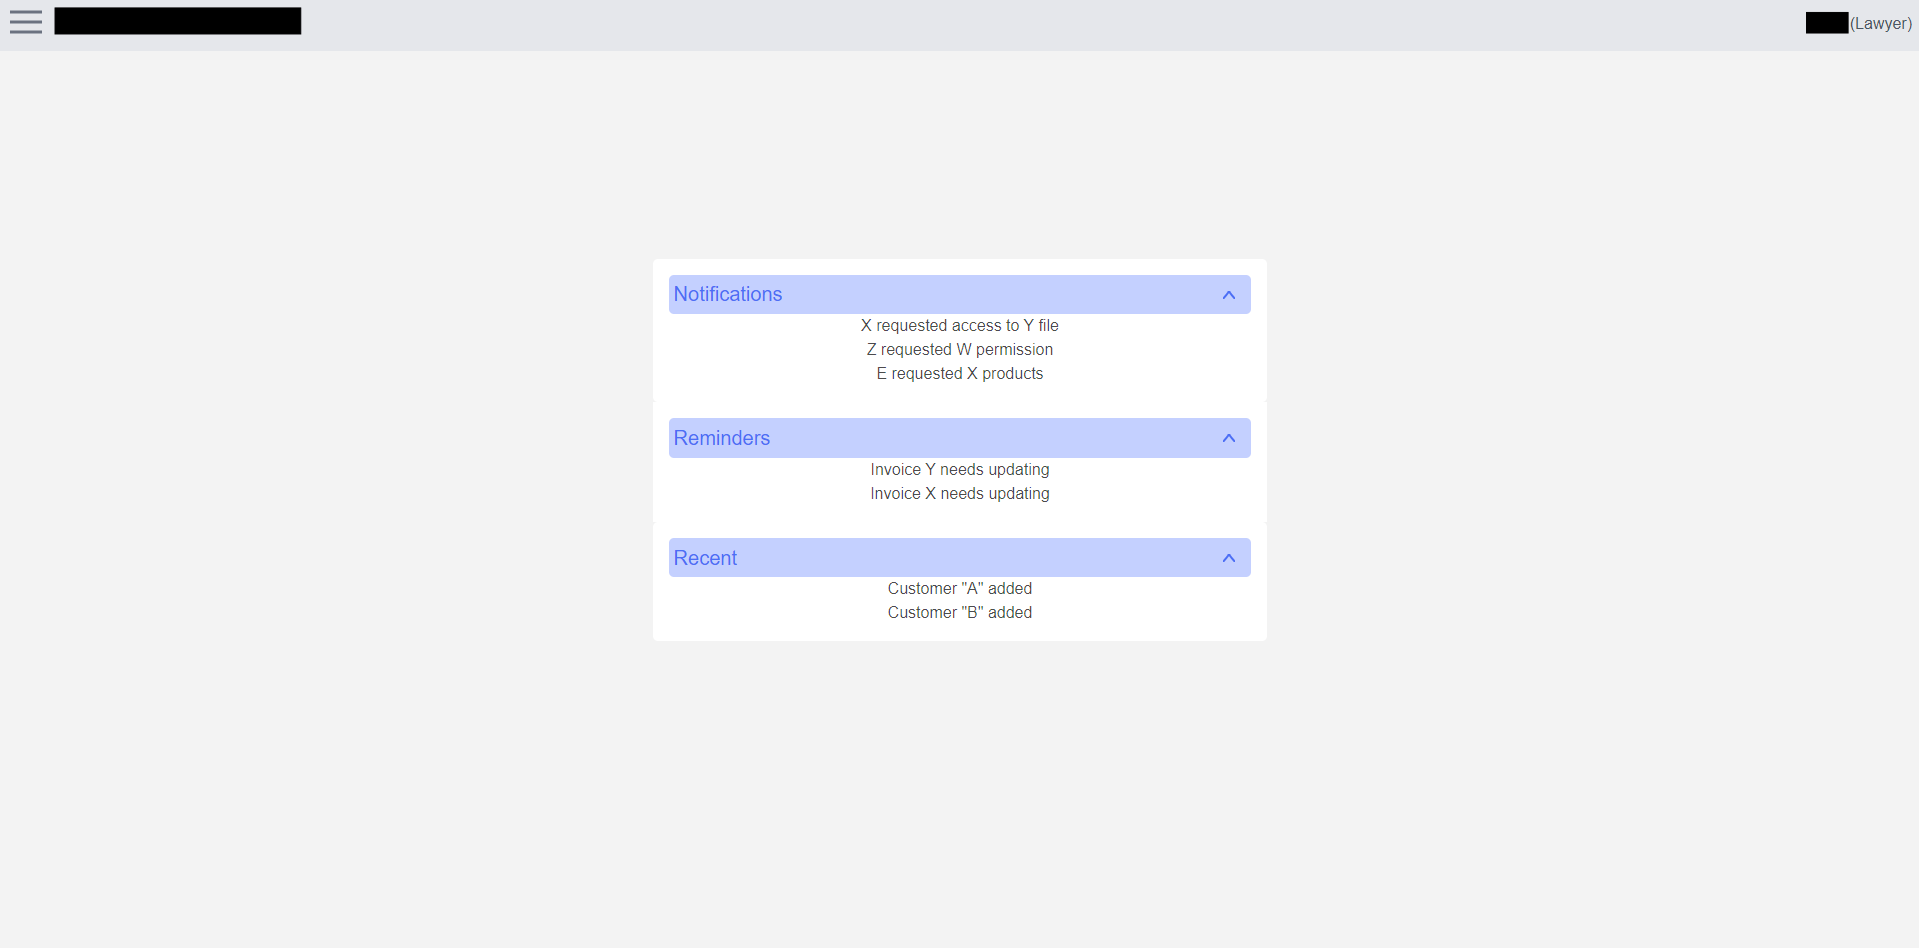 (Lawyer)
Notifications
X requested access to Y file
Z requested W permission
E requested X products
Reminders
Invoice Y needs updating
Invoice X needs updating
Recent
Customer "A" added
Customer "B" added